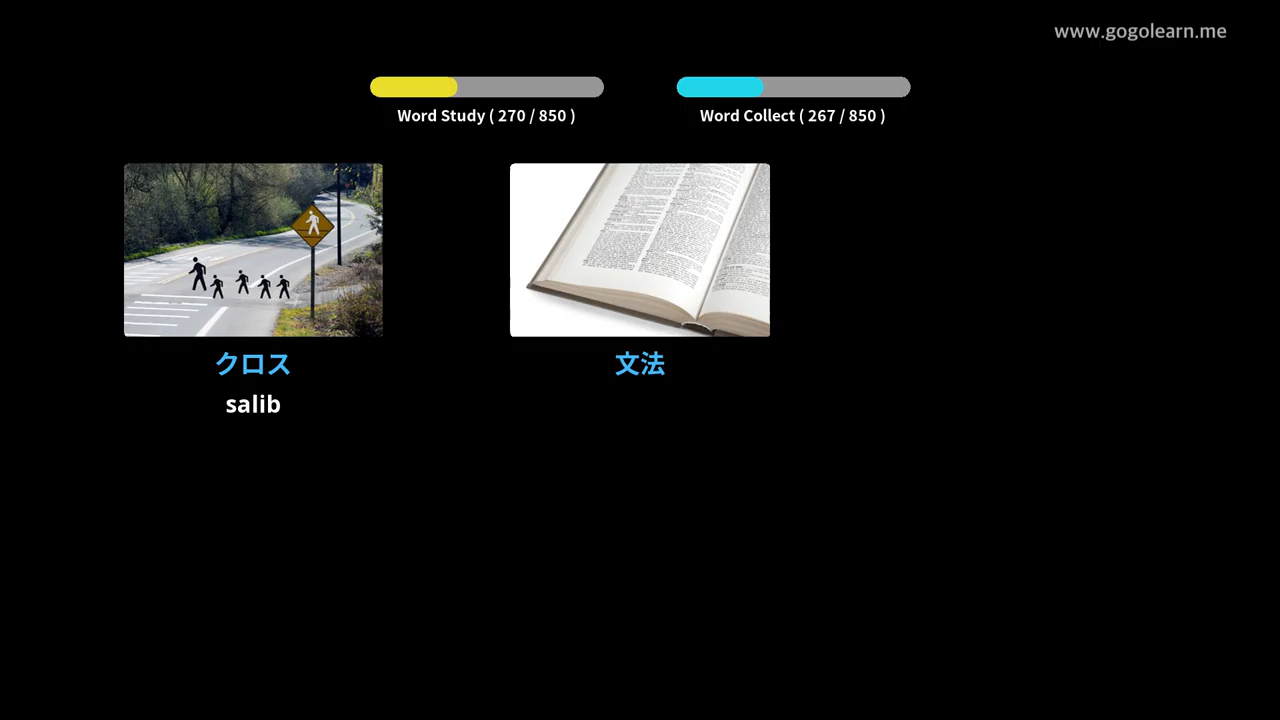 www.gogolearn.me
Word Study ( 270 / 850 )
Word Collect ( 267 / 850 )
クロス
salib
文法